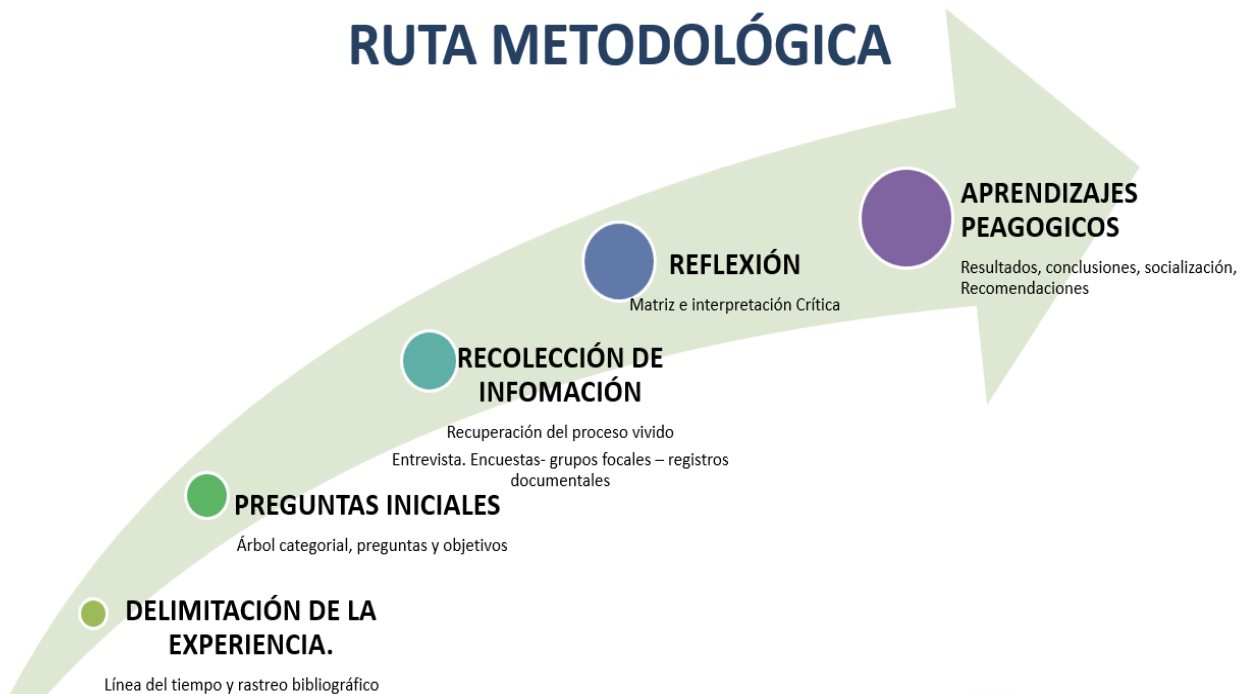 RUTA METODOLÓGICA
APRENDIZAJES
PEAGOGICOS
Resultados, conclusiones, socialización,
Recomendaciones
REFLEXIÓN
Matriz e interpretación Crítica
RECOLECCIÓN DE
INFOMACIÓN
Recuperación del proceso vivido
Entrevista. Encuestas- grupos focales – registros
documentales
PREGUNTAS INICIALES
Árbol categorial, preguntas y objetivos
DELIMITACIÓN DE LA
EXPERIENCIA.
Línea del tiempo y rastreo bibliográfico